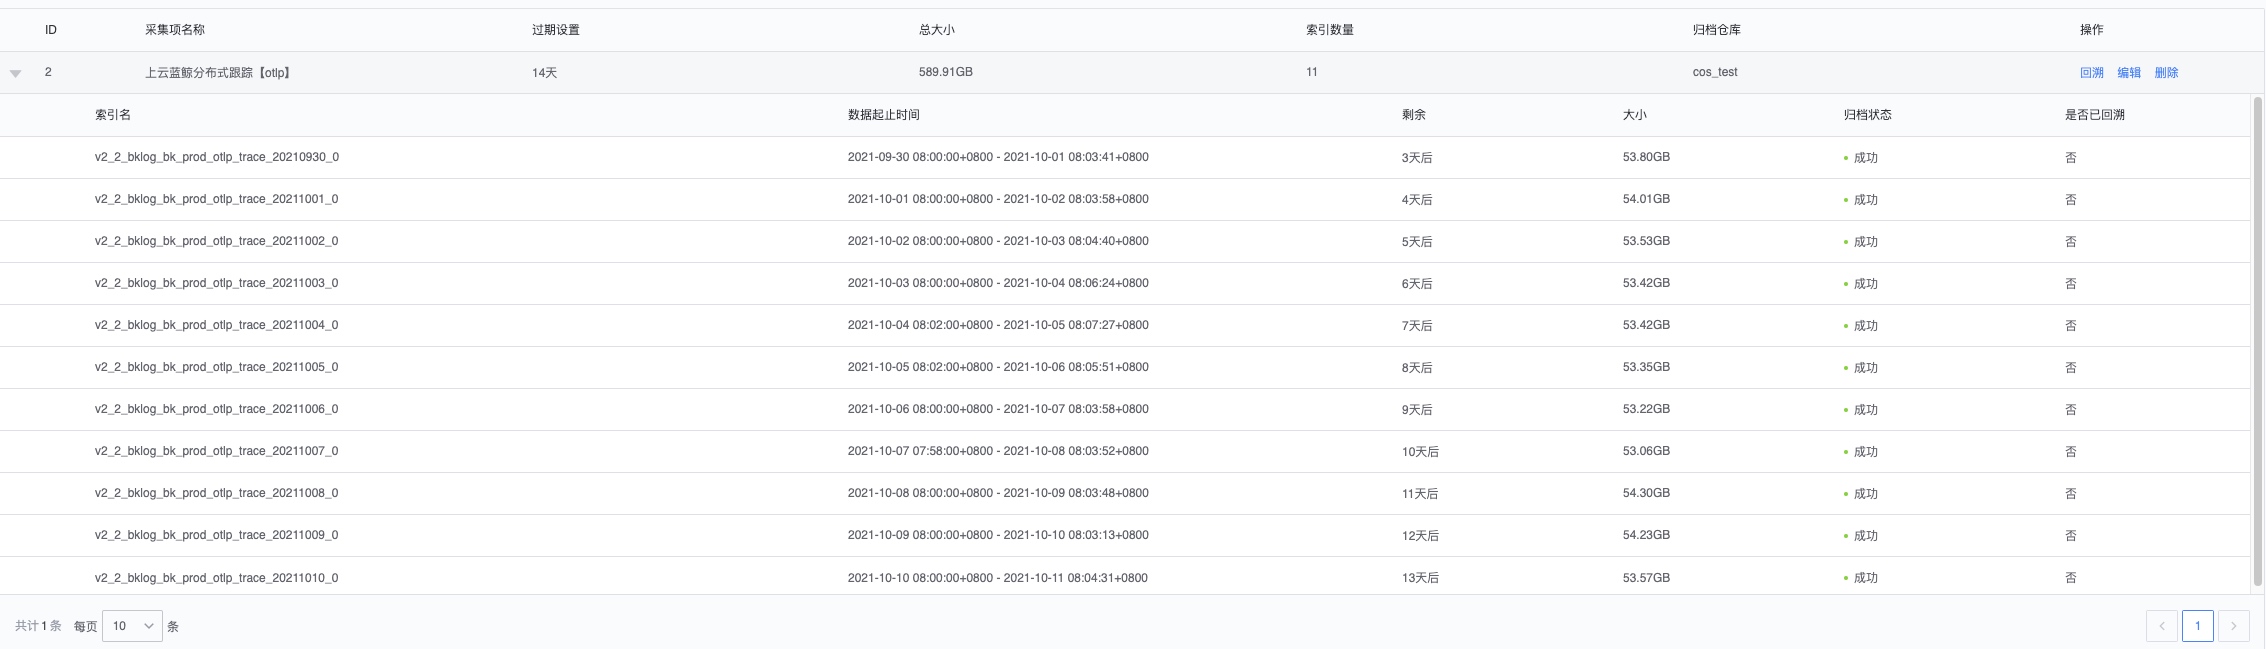 ID 采集项名称 过期设置 总大小 索引数量 归档仓库 操作
2 上云蓝鲸分布式跟踪【otlp】 14天 589.91GB 11 cos_test 回溯 编辑 删除
索引名 数据起止时间 剩余 大小 归档状态 是否已回溯
v2_2_bklog_bk_prod_otlp_trace_20210930_0 2021-09-30 08:00:00+0800 - 2021-10-01 08:03:41+0800 3天后 53.80GB 成功 否
v2_2_bklog_bk_prod_otlp_trace_20211001_0 2021-10-01 08:00:00+0800 - 2021-10-02 08:03:58+0800 4天后 54.01GB 成功 否
v2_2_bklog_bk_prod_otlp_trace_20211002_0 2021-10-02 08:00:00+0800 - 2021-10-03 08:04:40+0800 5天后 53.53GB 成功 否
v2_2_bklog_bk_prod_otlp_trace_20211003_0 2021-10-03 08:00:00+0800 - 2021-10-04 08:06:24+0800 6天后 53.42GB 成功 否
v2_2_bklog_bk_prod_otlp_trace_20211004_0 2021-10-04 08:02:00+0800 - 2021-10-05 08:07:27+0800 7天后 53.42GB 成功 否
v2_2_bklog_bk_prod_otlp_trace_20211005_0 2021-10-05 08:02:00+0800 - 2021-10-06 08:05:51+0800 8天后 53.35GB 成功 否
v2_2_bklog_bk_prod_otlp_trace_20211006_0 2021-10-06 08:00:00+0800 - 2021-10-07 08:03:58+0800 9天后 53.22GB 成功 否
v2_2_bklog_bk_prod_otlp_trace_20211007_0 2021-10-07 07:58:00+0800 - 2021-10-08 08:03:52+0800 10天后 53.06GB 成功 否
v2_2_bklog_bk_prod_otlp_trace_20211008_0 2021-10-08 08:00:00+0800 - 2021-10-09 08:03:48+0800 11天后 54.30GB 成功 否
v2_2_bklog_bk_prod_otlp_trace_20211009_0 2021-10-09 08:00:00+0800 - 2021-10-10 08:03:13+0800 12天后 54.23GB 成功 否
v2_2_bklog_bk_prod_otlp_trace_20211010_0 2021-10-10 08:00:00+0800 - 2021-10-11 08:04:31+0800 13天后 53.57GB 成功 否
共计 1 条 每页 10 条 1